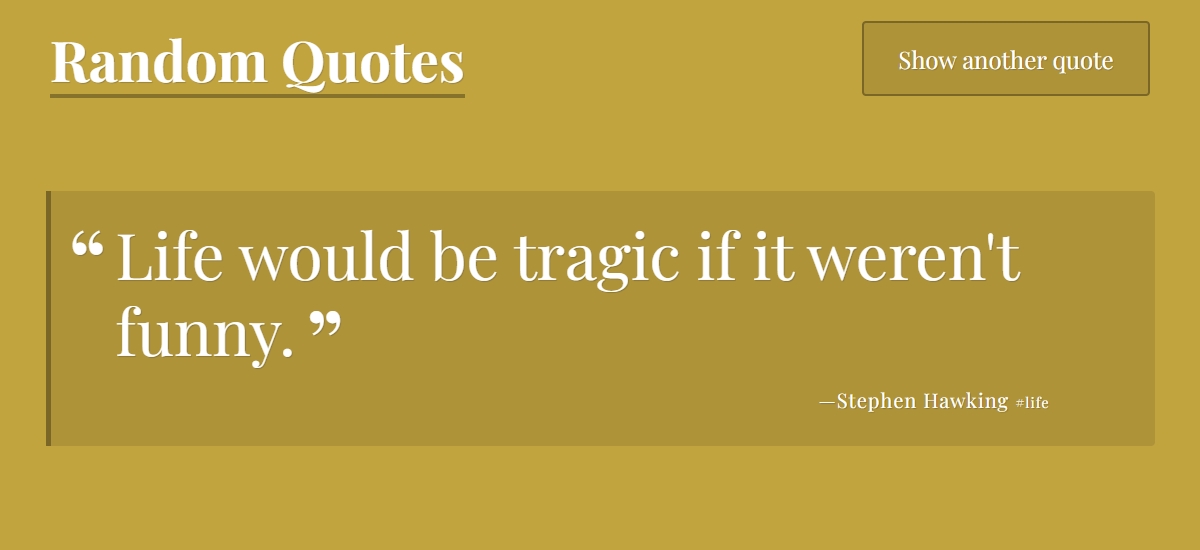 Random Quotes
Show another quote
“ Life would be tragic if it weren't
funny. ”
—Stephen Hawking #life